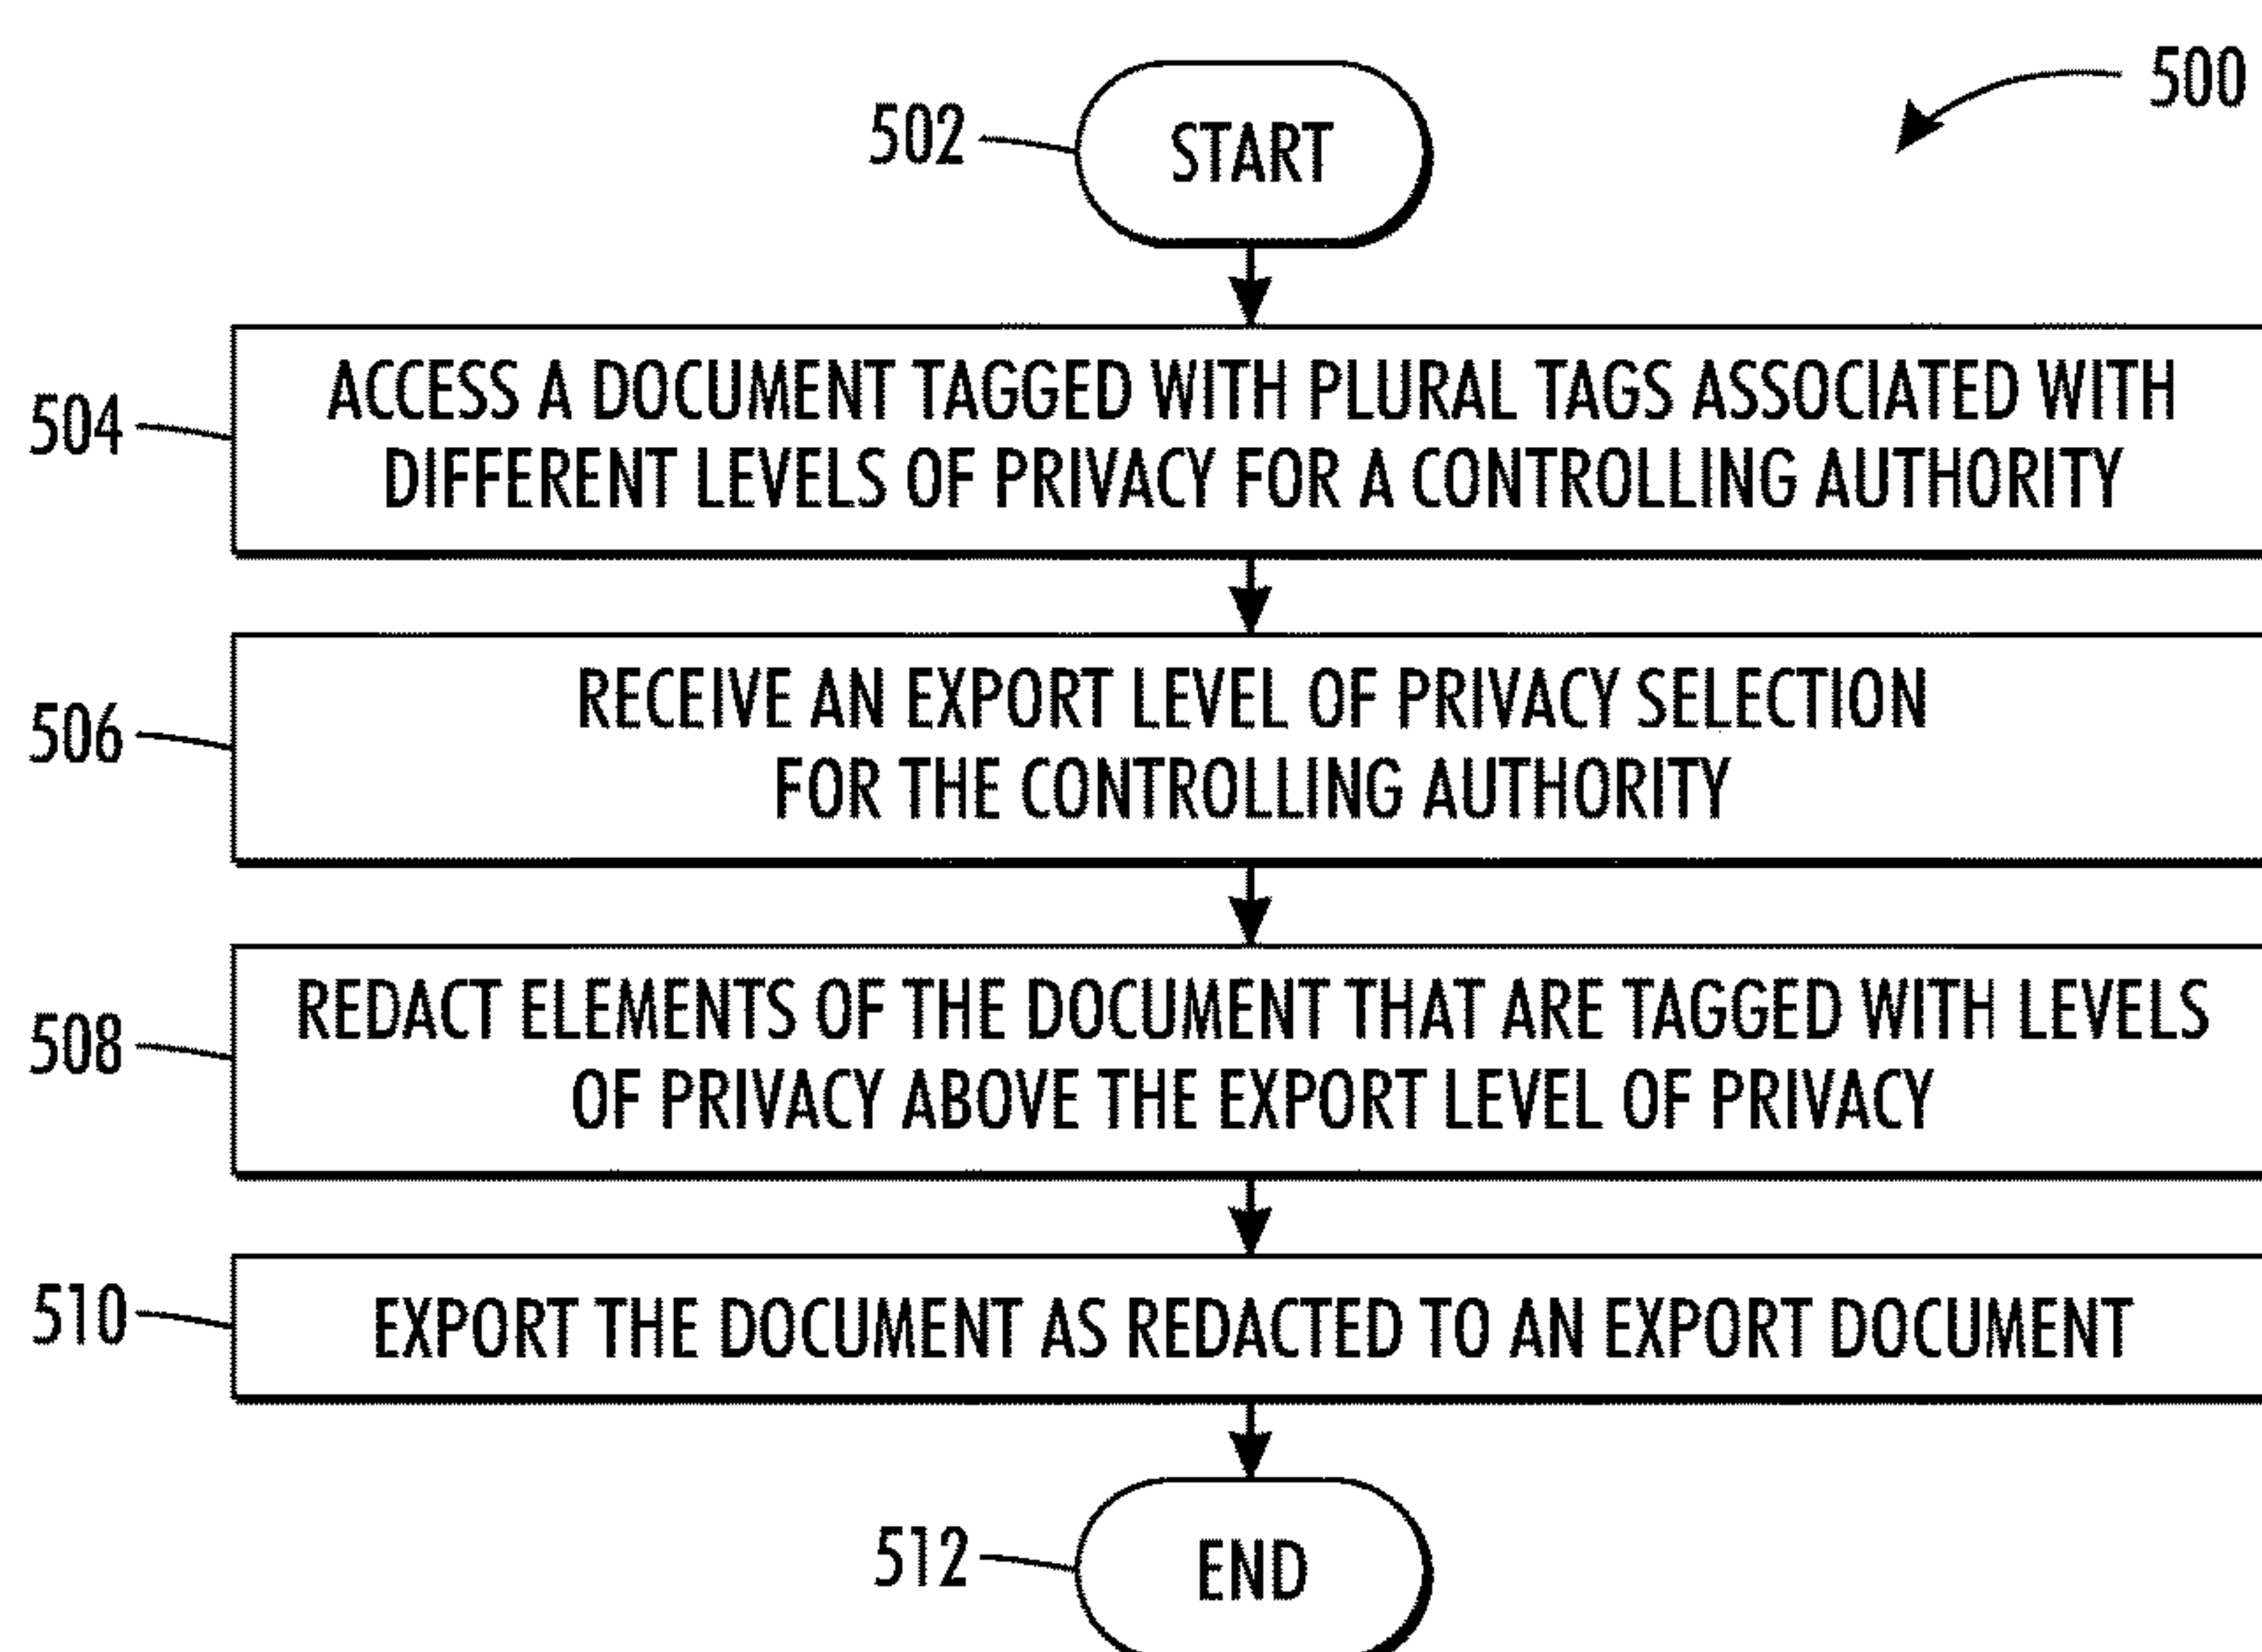 500
502
START
504
ACCESS A DOCUMENT TAGGED WITH PLURAL TAGS ASSOCIATED WITH
DIFFERENT LEVELS OF PRIVACY FOR A CONTROLLING AUTHORITY
506
RECEIVE AN EXPORT LEVEL OF PRIVACY SELECTION
FOR THE CONTROLLING AUTHORITY
508
REDACT ELEMENTS OF THE DOCUMENT THAT ARE TAGGED WITH LEVELS
OF PRIVACY ABOVE THE EXPORT LEVEL OF PRIVACY
510
EXPORT THE DOCUMENT AS REDACTED TO AN EXPORT DOCUMENT
512
END